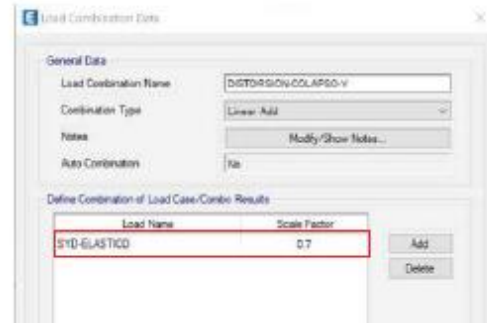 Load Combination Data
General Data
Load Combination Name DISTORSION-COLAPSO-Y
Combination Type Linear Add
Notes Modify/Show Notes...
Auto Combination No
Define Combination of Load Case/Combo Results
Load Name Scale Factor
SYD-ELASTICO 0.7
Add
Delete